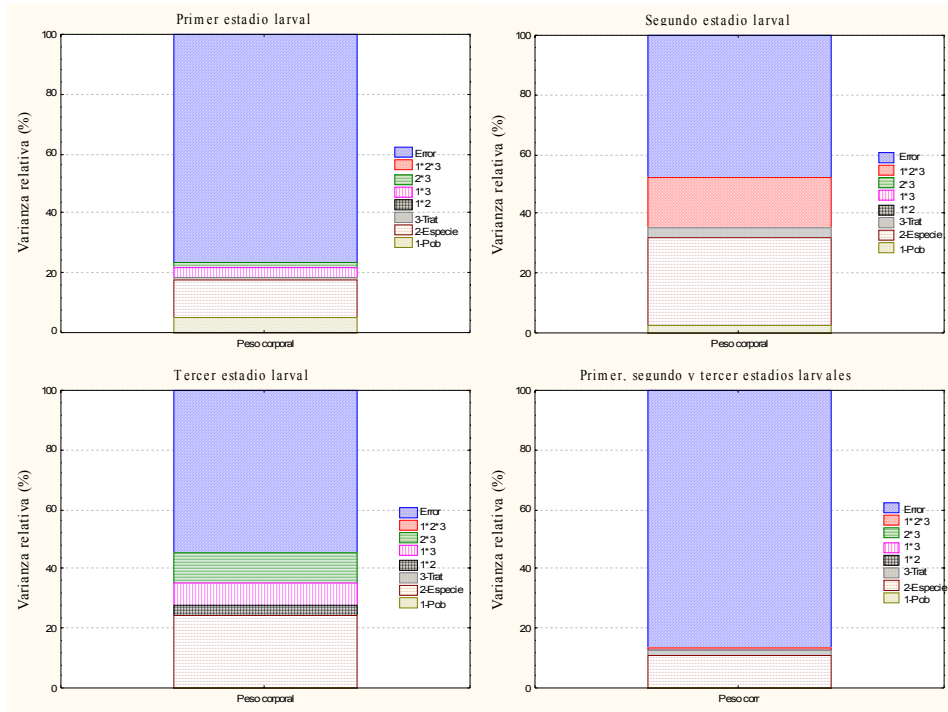 Primer estadio larval
Varianza relativa (%)
100
80
60
40
20
0
Peso corporal
Error
1*2*3
2*3
1*3
1*2
3-Trat
2-Especie
1-Pob
Segundo estadio larval
Varianza relativa (%)
100
80
60
40
20
0
Peso corporal
Error
1*2*3
2*3
1*3
1*2
3-Trat
2-Especie
1-Pob
Tercer estadio larval
Varianza relativa (%)
100
80
60
40
20
0
Peso corporal
Error
1*2*3
2*3
1*3
1*2
3-Trat
2-Especie
1-Pob
Primer, segundo y tercer estadios larvales
Varianza relativa (%)
100
80
60
40
20
0
Peso corr
Error
1*2*3
2*3
1*3
1*2
3-Trat
2-Especie
1-Pob